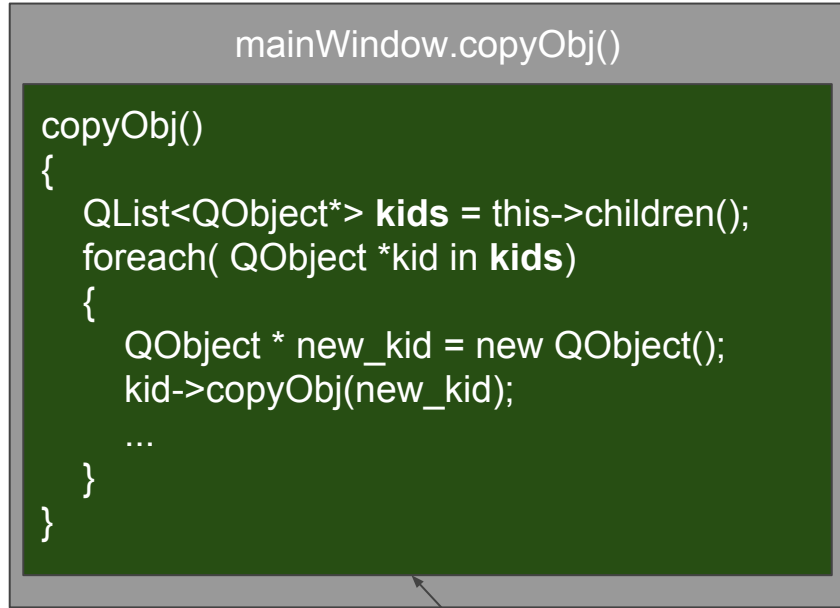 mainWindow.copyObj()
copyObj()
{
QList<QObject*> kids = this->children();
foreach( QObject *kid in kids)
{
QObject * new_kid = new QObject();
kid->copyObj(new_kid);
...
}
}